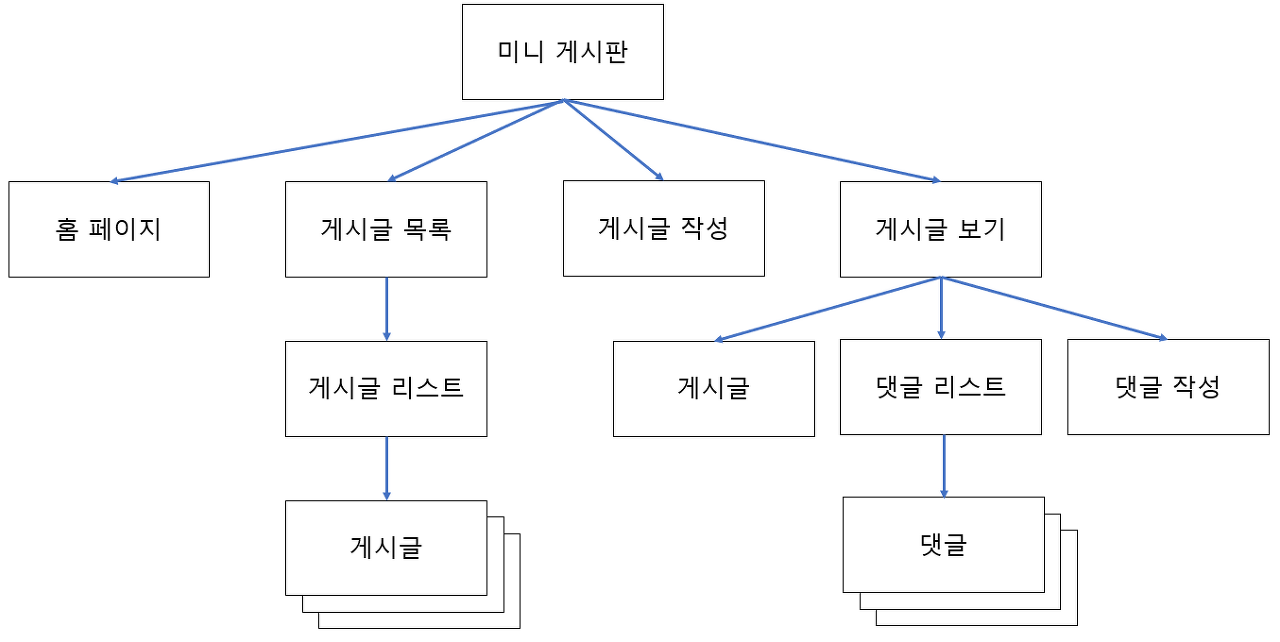 미니 게시판
홈 페이지
게시글 목록
게시글 작성
게시글 보기
게시글 리스트
게시글
댓글 리스트
댓글 작성
게시글
댓글